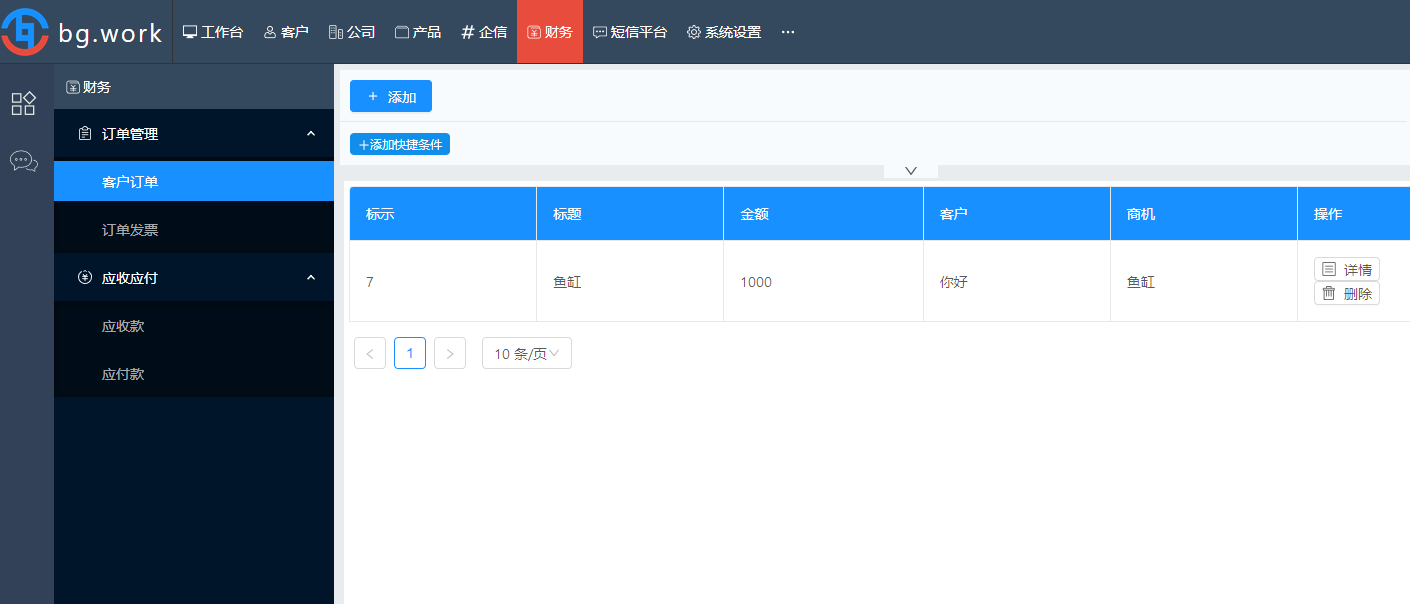 bg.work 工作台 客户 公司 产品 # 企信 财务 短信平台 系统设置 ···
财务
订单管理
客户订单
订单发票
应收应付
应收款
应付款
+ 添加
+添加快捷条件
标示 标题 金额 客户 商机 操作
7 鱼缸 1000 你好 鱼缸 详情
删除
< 1 > 10 条/页